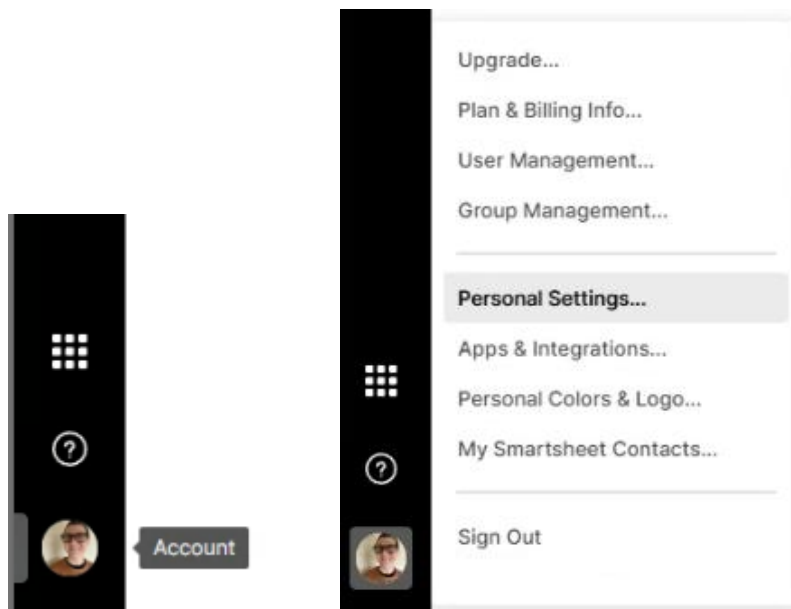 Account
Upgrade...
Plan & Billing Info...
User Management...
Group Management...
Personal Settings...
Apps & Integrations...
Personal Colors & Logo...
My Smartsheet Contacts...
Sign Out